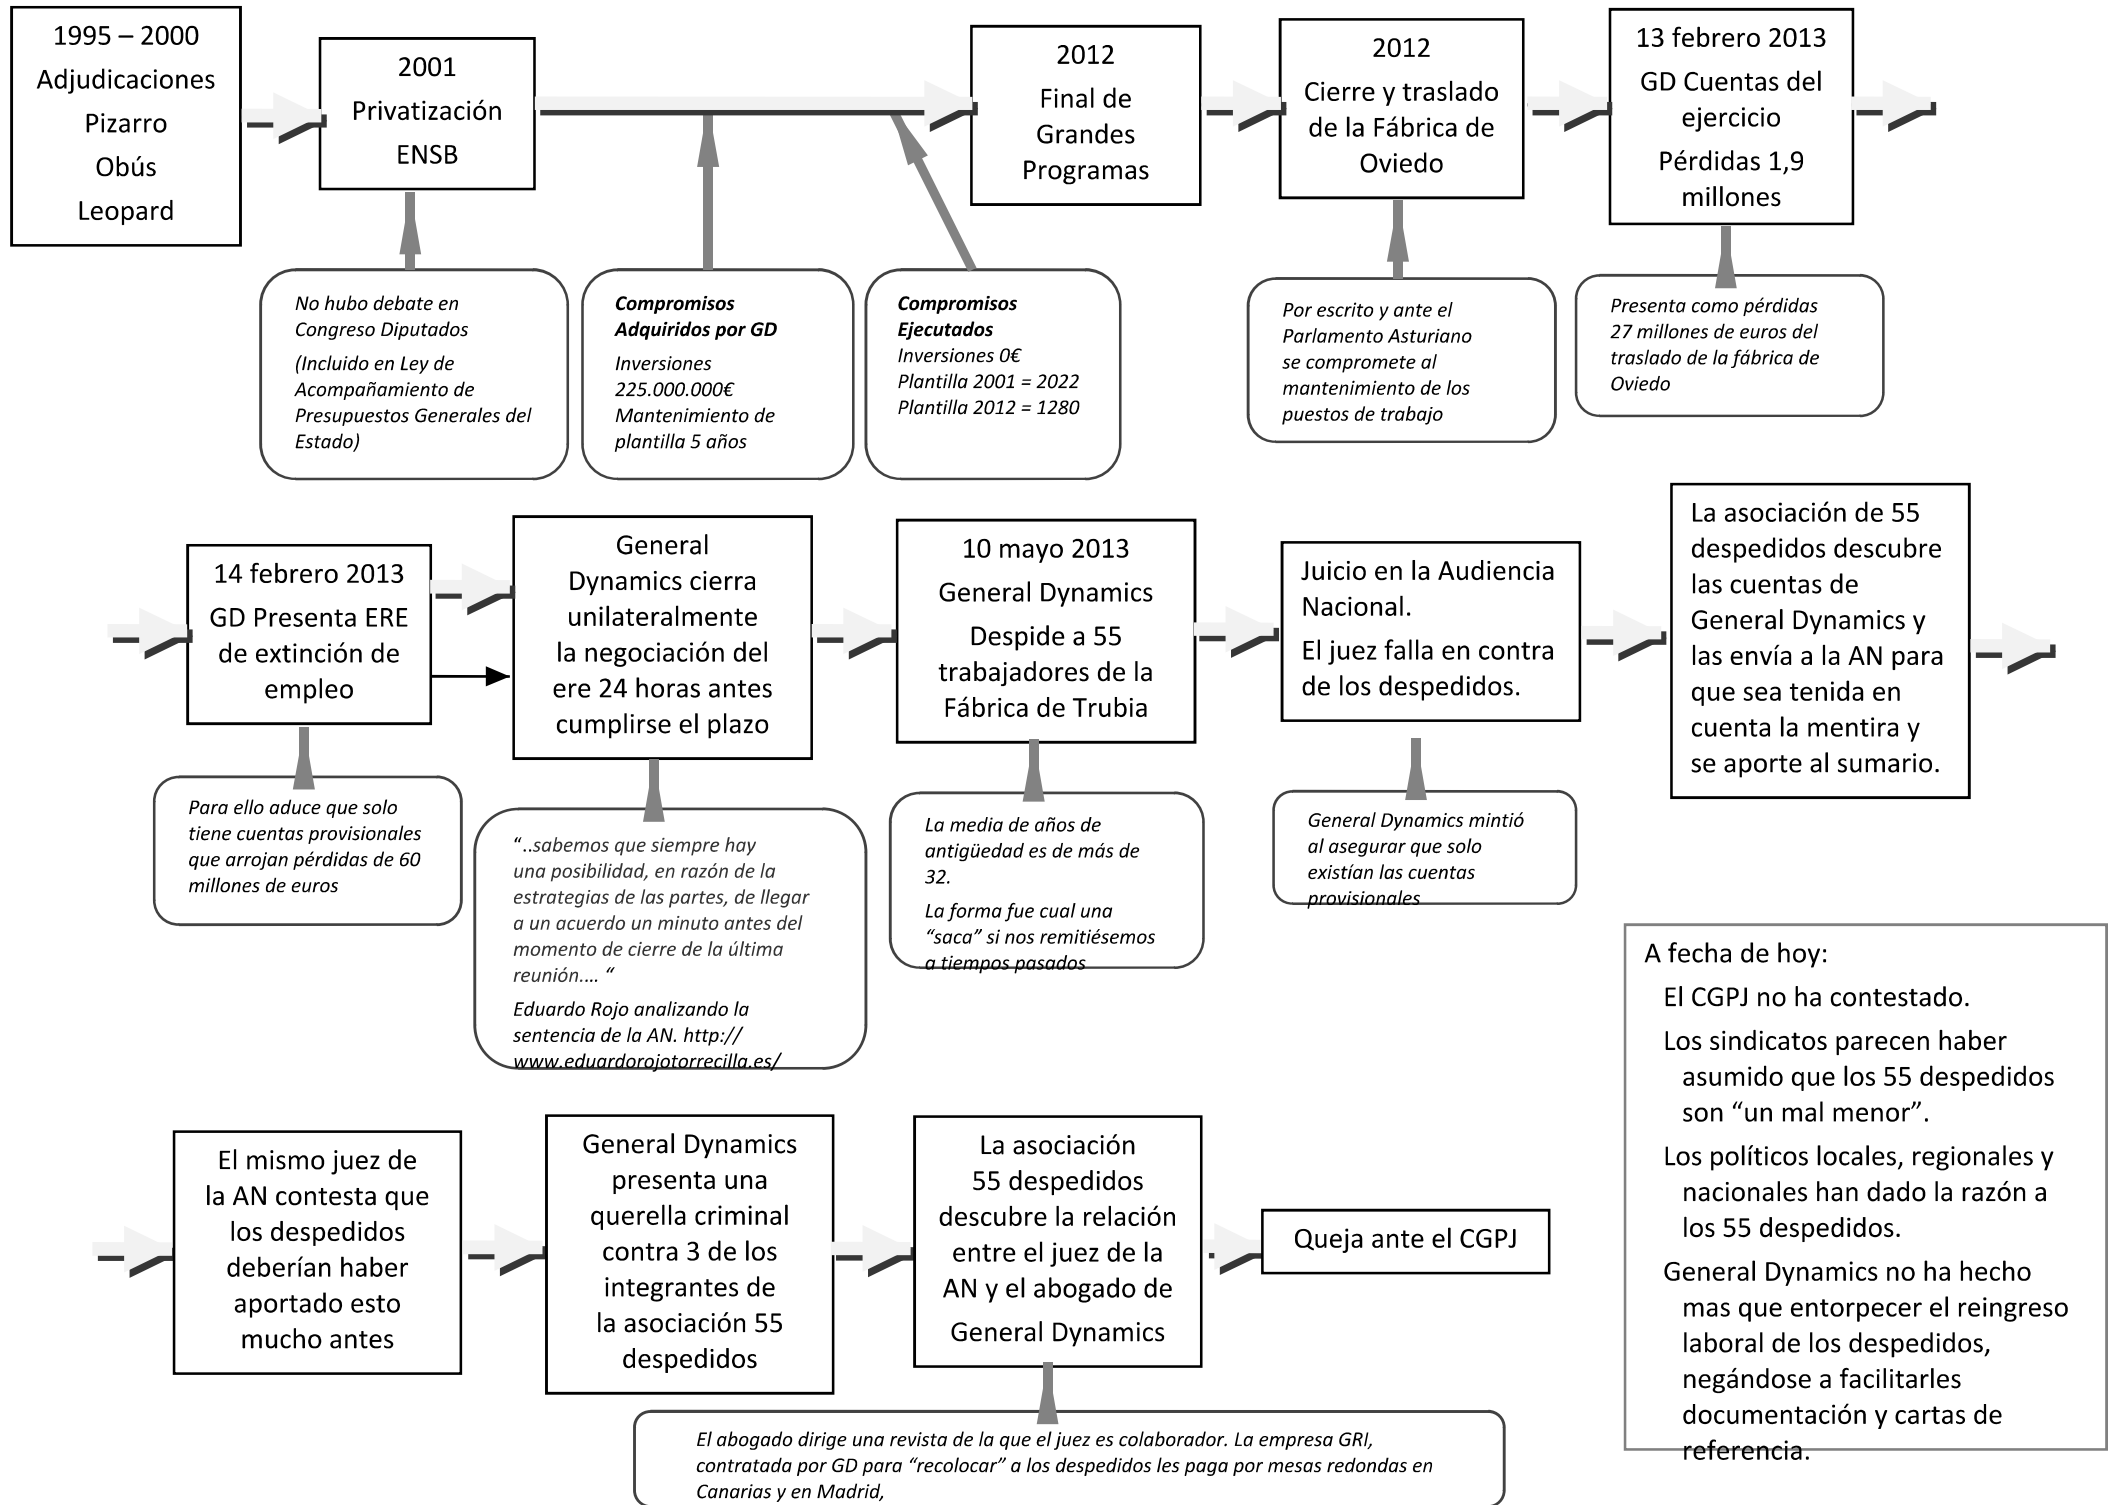 1995 – 2000
Adjudicaciones
Pizarro
Obús
Leopard
2001
Privatización
ENSB
2012
Final de
Grandes
Programas
2012
Cierre y traslado
de la Fábrica de
Oviedo
13 febrero 2013
GD Cuentas del
ejercicio
Pérdidas 1,9
millones
No hubo debate en
Congreso Diputados
(Incluido en Ley de
Acompañamiento de
Presupuestos Generales del
Estado)
Compromisos
Adquiridos por GD
Inversiones
225.000.000€
Mantenimiento de
plantilla 5 años
Compromisos
Ejecutados
Inversiones 0€
Plantilla 2001 = 2022
Plantilla 2012 = 1280
Por escrito y ante el
Parlamento Asturiano
se compromete al
mantenimiento de los
puestos de trabajo
Presenta como pérdidas
27 millones de euros del
traslado de la fábrica de
Oviedo
14 febrero 2013
GD Presenta ERE
de extinción de
empleo
General
Dynamics cierra
unilateralmente
la negociación del
ere 24 horas antes
cumplirse el plazo
10 mayo 2013
General Dynamics
Despide a 55
trabajadores de la
Fábrica de Trubia
Juicio en la Audiencia
Nacional.
El juez falla en contra
de los despedidos.
La asociación de 55
despedidos descubre
las cuentas de
General Dynamics y
las envía a la AN para
que sea tenida en
cuenta la mentira y
se aporte al sumario.
Para ello aduce que solo
tiene cuentas provisionales
que arrojan pérdidas de 60
millones de euros
“..sabemos que siempre hay
una posibilidad, en razón de la
estrategias de las partes, de llegar
a un acuerdo un minuto antes del
momento de cierre de la última
reunión.... “
Eduardo Rojo analizando la
sentencia de la AN. http://
www.eduardorojotorrecilla.es/
La media de años de
antigüedad es de más de
32.
La forma fue cual una
“saca” si nos remitiésemos
a tiempos pasados
General Dynamics mintió
al asegurar que solo
existían las cuentas
provisionales
A fecha de hoy:
El CGPJ no ha contestado.
Los sindicatos parecen haber
asumido que los 55 despedidos
son “un mal menor”.
Los políticos locales, regionales y
nacionales han dado la razón a
los 55 despedidos.
General Dynamics no ha hecho
mas que entorpecer el reingreso
laboral de los despedidos,
negándose a facilitarles
documentación y cartas de
referencia.
El mismo juez de
la AN contesta que
los despedidos
deberían haber
aportado esto
mucho antes
General Dynamics
presenta una
querella criminal
contra 3 de los
integrantes de
la asociación 55
despedidos
La asociación
55 despedidos
descubre la relación
entre el juez de la
AN y el abogado de
General Dynamics
Queja ante el CGPJ
El abogado dirige una revista de la que el juez es colaborador. La empresa GRI,
contratada por GD para “recolocar” a los despedidos les paga por mesas redondas en
Canarias y en Madrid,